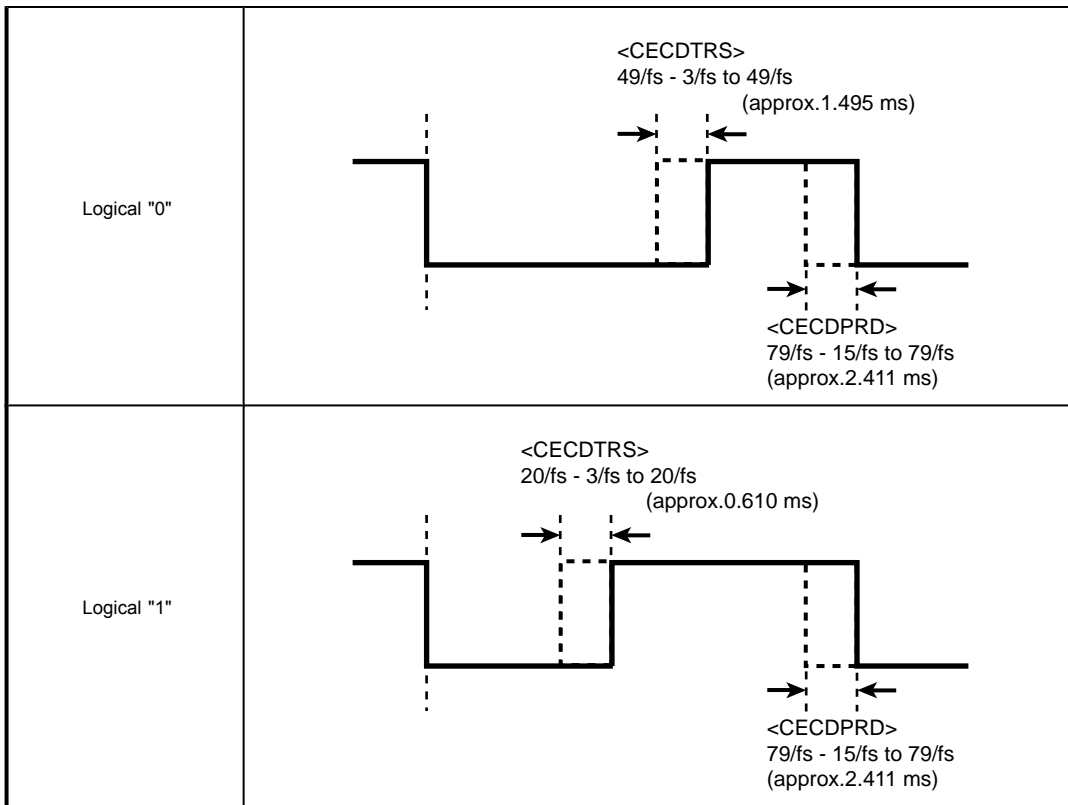 <CECDTRS>
49/fs - 3/fs to 49/fs
(approx.1.495 ms)
Logical "0"
<CECDPRD>
79/fs - 15/fs to 79/fs
(approx.2.411 ms)
<CECDTRS>
20/fs - 3/fs to 20/fs
(approx.0.610 ms)
Logical "1"
<CECDPRD>
79/fs - 15/fs to 79/fs
(approx.2.411 ms)